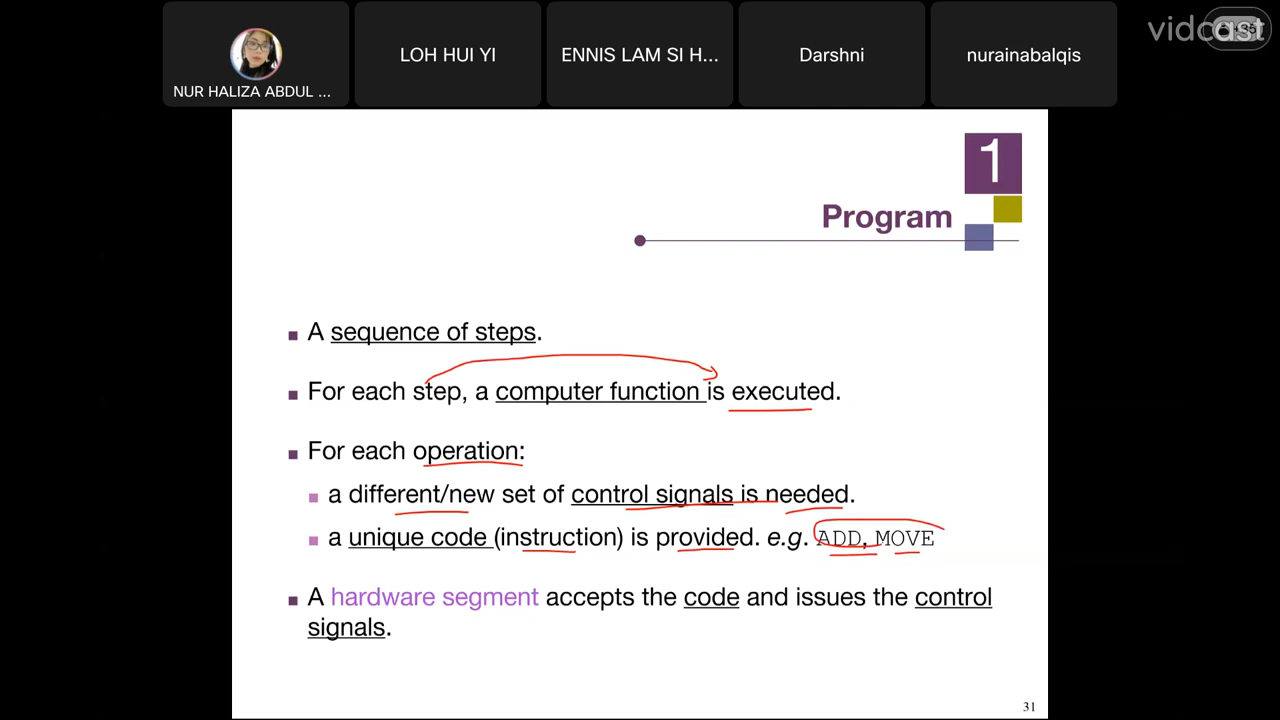 vidcast
NUR HALIZA ABDUL ...
LOH HUI YI
ENNIS LAM SI H...
Darshni
nurainabalqis
1
Program
A sequence of steps.
For each step, a computer function is executed.
For each operation:
a different/new set of control signals is needed.
a unique code (instruction) is provided. e.g. ADD, MOVE
A hardware segment accepts the code and issues the control
signals.
31